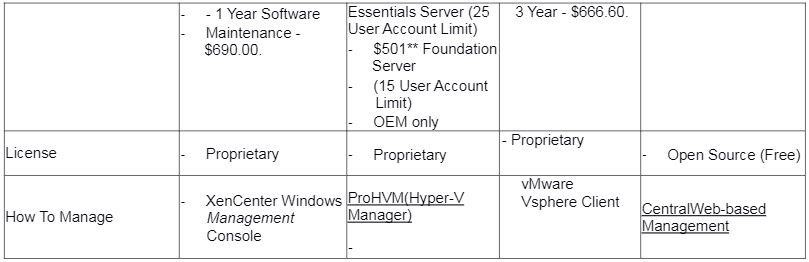 - - 1 Year Software
- Maintenance -
$690.00.
Essentials Server (25
User Account Limit)
- $501** Foundation
Server
- (15 User Account
Limit)
- OEM only
3 Year - $666.60.
License
- Proprietary
- Proprietary
- Proprietary
- Open Source (Free)
How To Manage
- XenCenter Windows
Management
Console
ProHVM(Hyper-V
Manager)
-
vMware
Vsphere Client
CentralWeb-based
Management